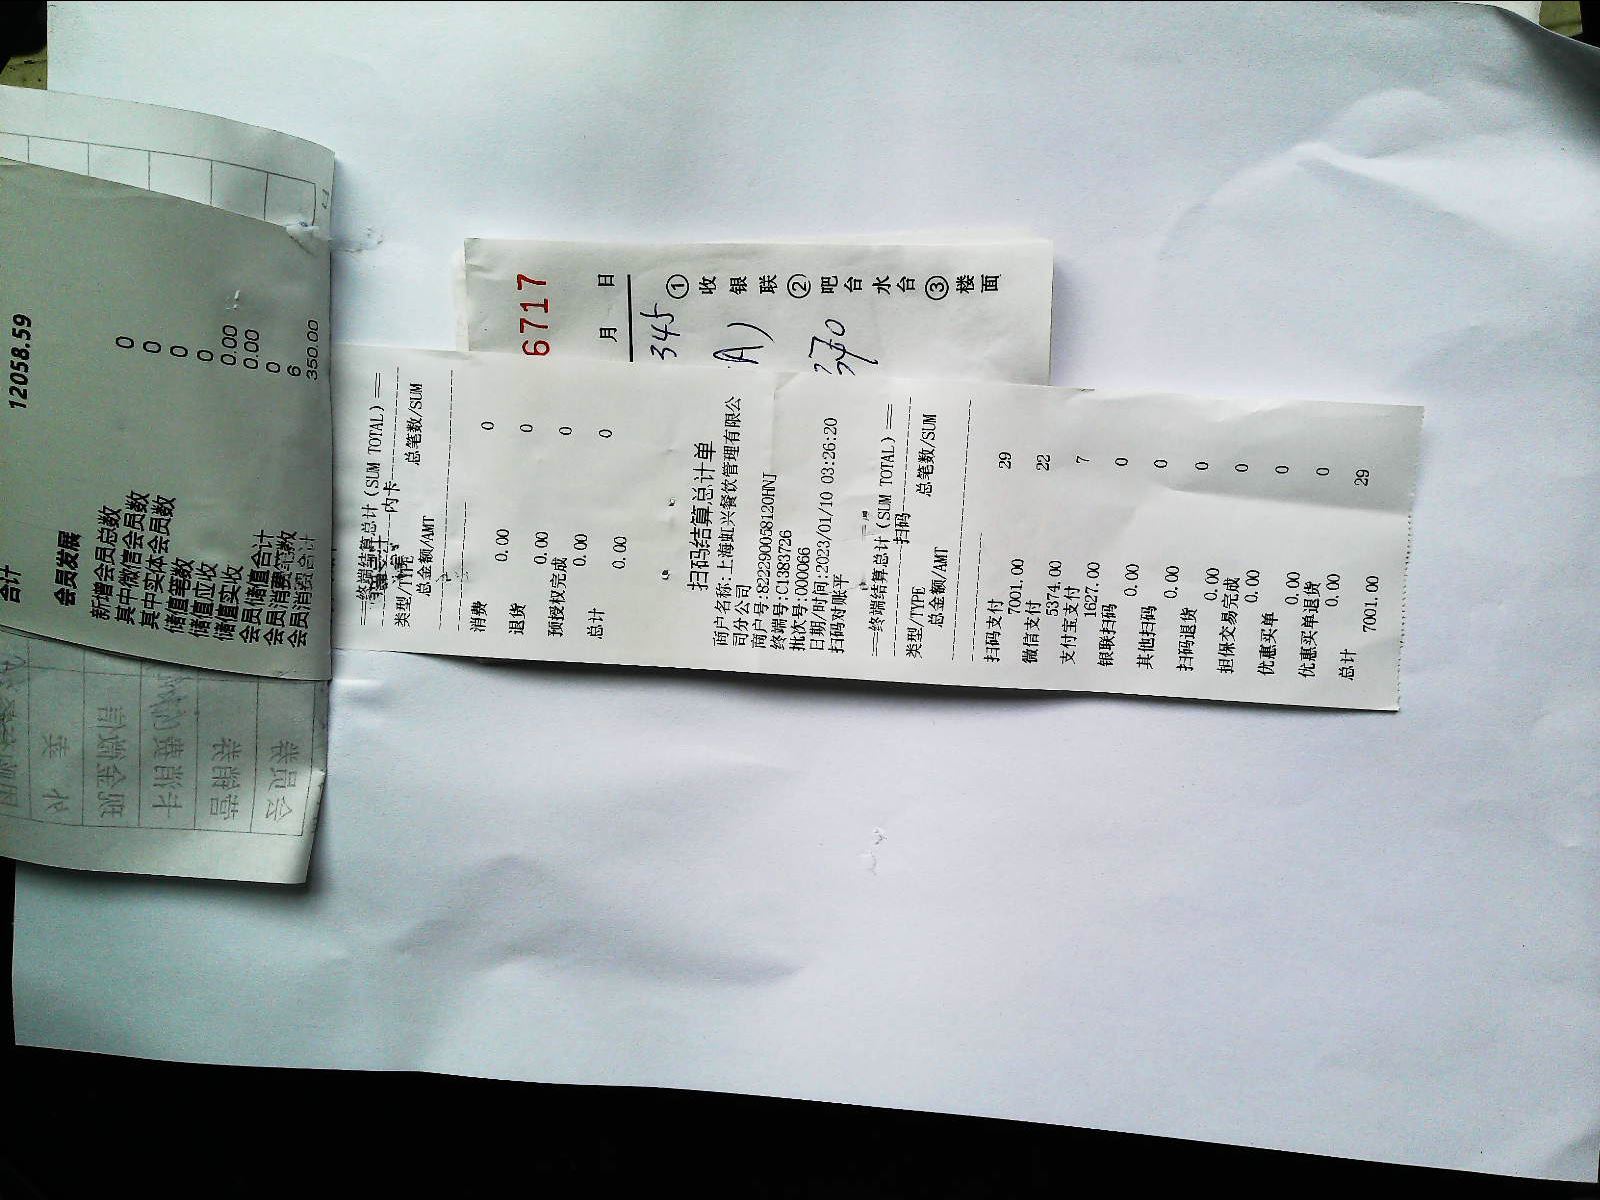 合计 12058.59
会员发展
新增会员总数 0
其中微信会员数 0
其中实体会员数 0
储值笔数 0
储值应收 0.00
储值实收 0.00
会员储值合计 0
会员消费笔数 6
会员消费合计 350.00
===终端结算总计(SUM TOTAL)===
内卡
类型/TYPE 总笔数/SUM
总金额/AMT
消费 0
0.00
退货 0
0.00
预授权完成 0
0.00
总计 0
0.00
扫码结算总计单
商户名称:上海虹兴餐饮管理有限公
司分公司
商户号:82229005812OHNJ
终端号:C1383726
批次号:000066
日期/时间:2023/01/10 03:26:20
扫码对账平
===终端结算总计(SUM TOTAL)===
扫码
类型/TYPE 总笔数/SUM
总金额/AMT
扫码支付 29
7001.00
微信支付 22
5374.00
支付宝支付 7
1627.00
银联扫码 0
0.00
其他扫码 0
0.00
扫码退货 0
0.00
担保交易完成 0
0.00
优惠买单 0
0.00
优惠买单退货 0
0.00
总计 29
7001.00
6717
月 日
345
A)
370
①收银联②吧台水台③楼面